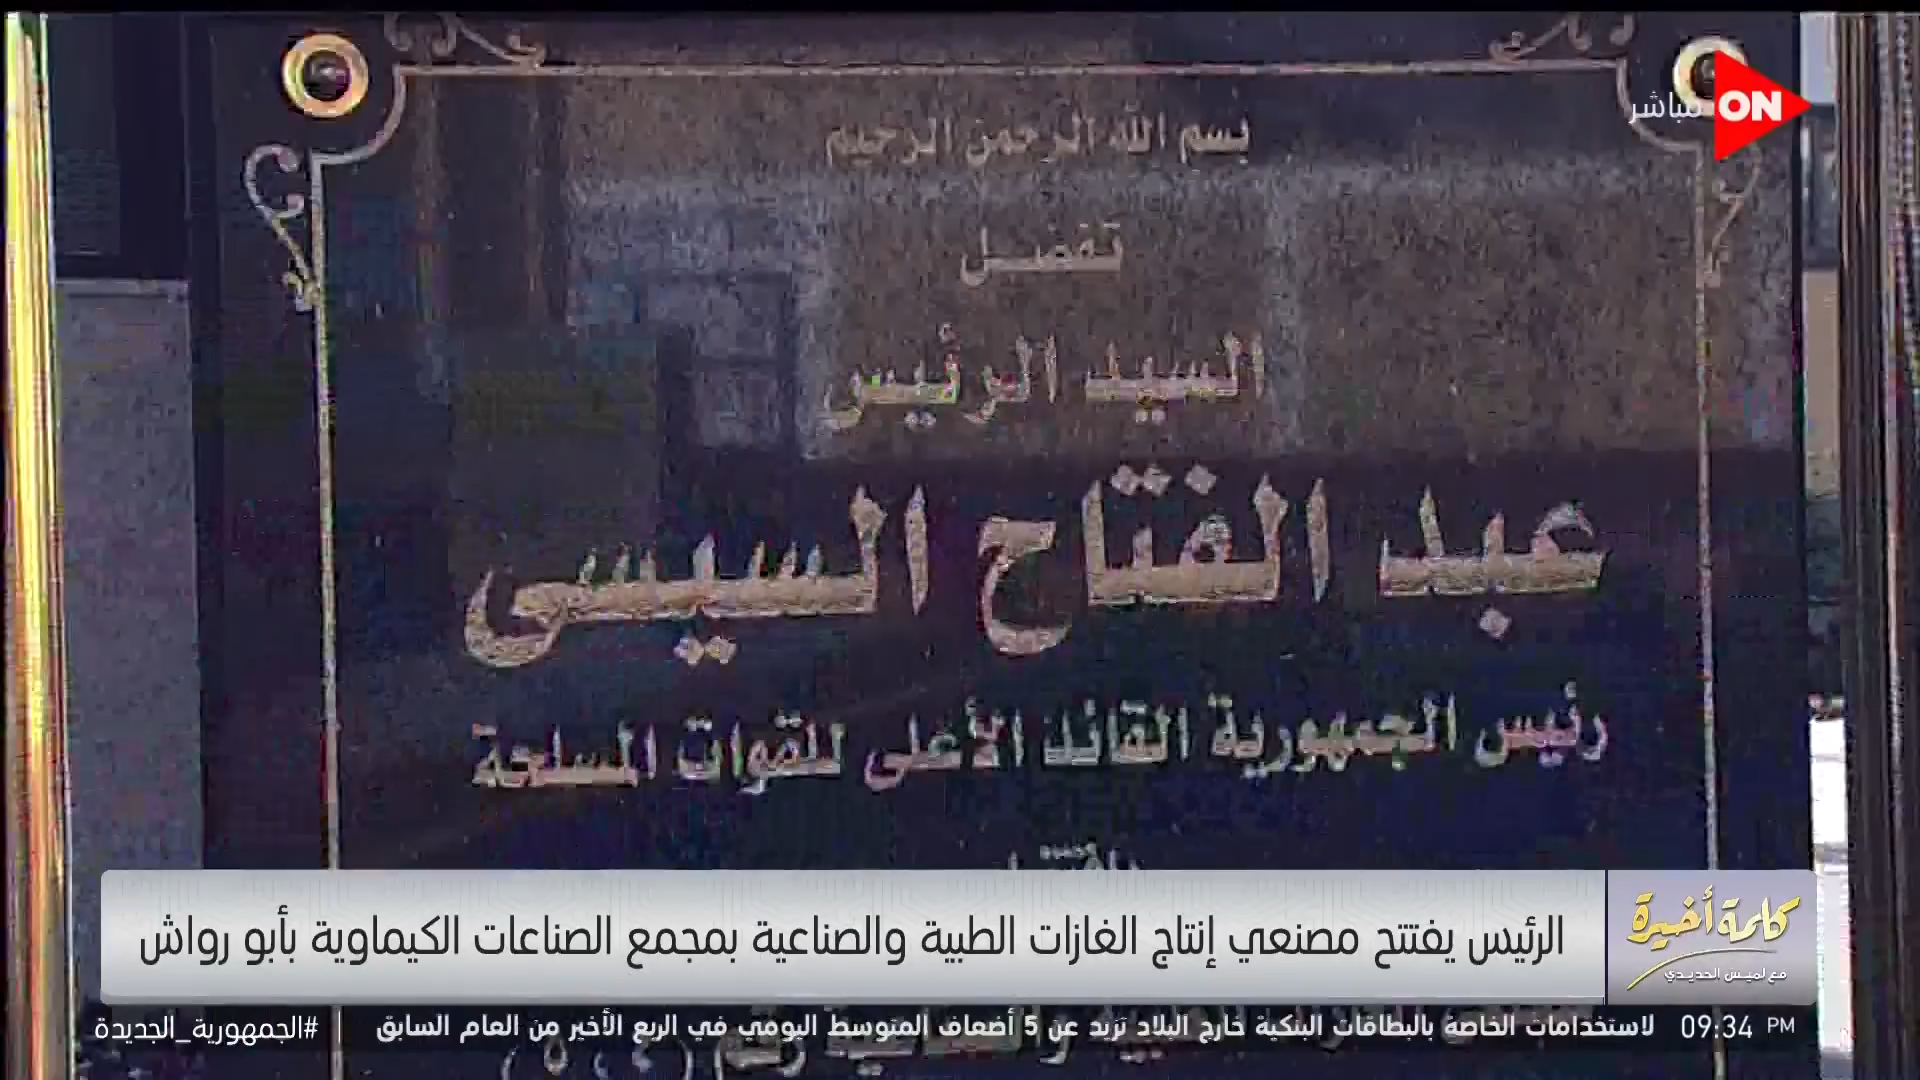 مباشر ON
بسم الله الرحمن الرحيم
تفضل
السيد الرئيس
عبد الفتاح السيسى
رئيس الجمهورية القائد الأعلى للقوات المسلحة
الرئيس يفتتح مصنعي إنتاج الغازات الطبية والصناعية بمجمع الصناعات الكيماوية بأبو رواش
كلمة أخيرة
مع لميس الحديدي
09:34 PM
لاستخدامات الخاصة بالبطاقات البنكية خارج البلاد تزيد عن 5 أضعاف المتوسط اليومي في الربع الأخير من العام السابق
#الجمهورية_الجديدة